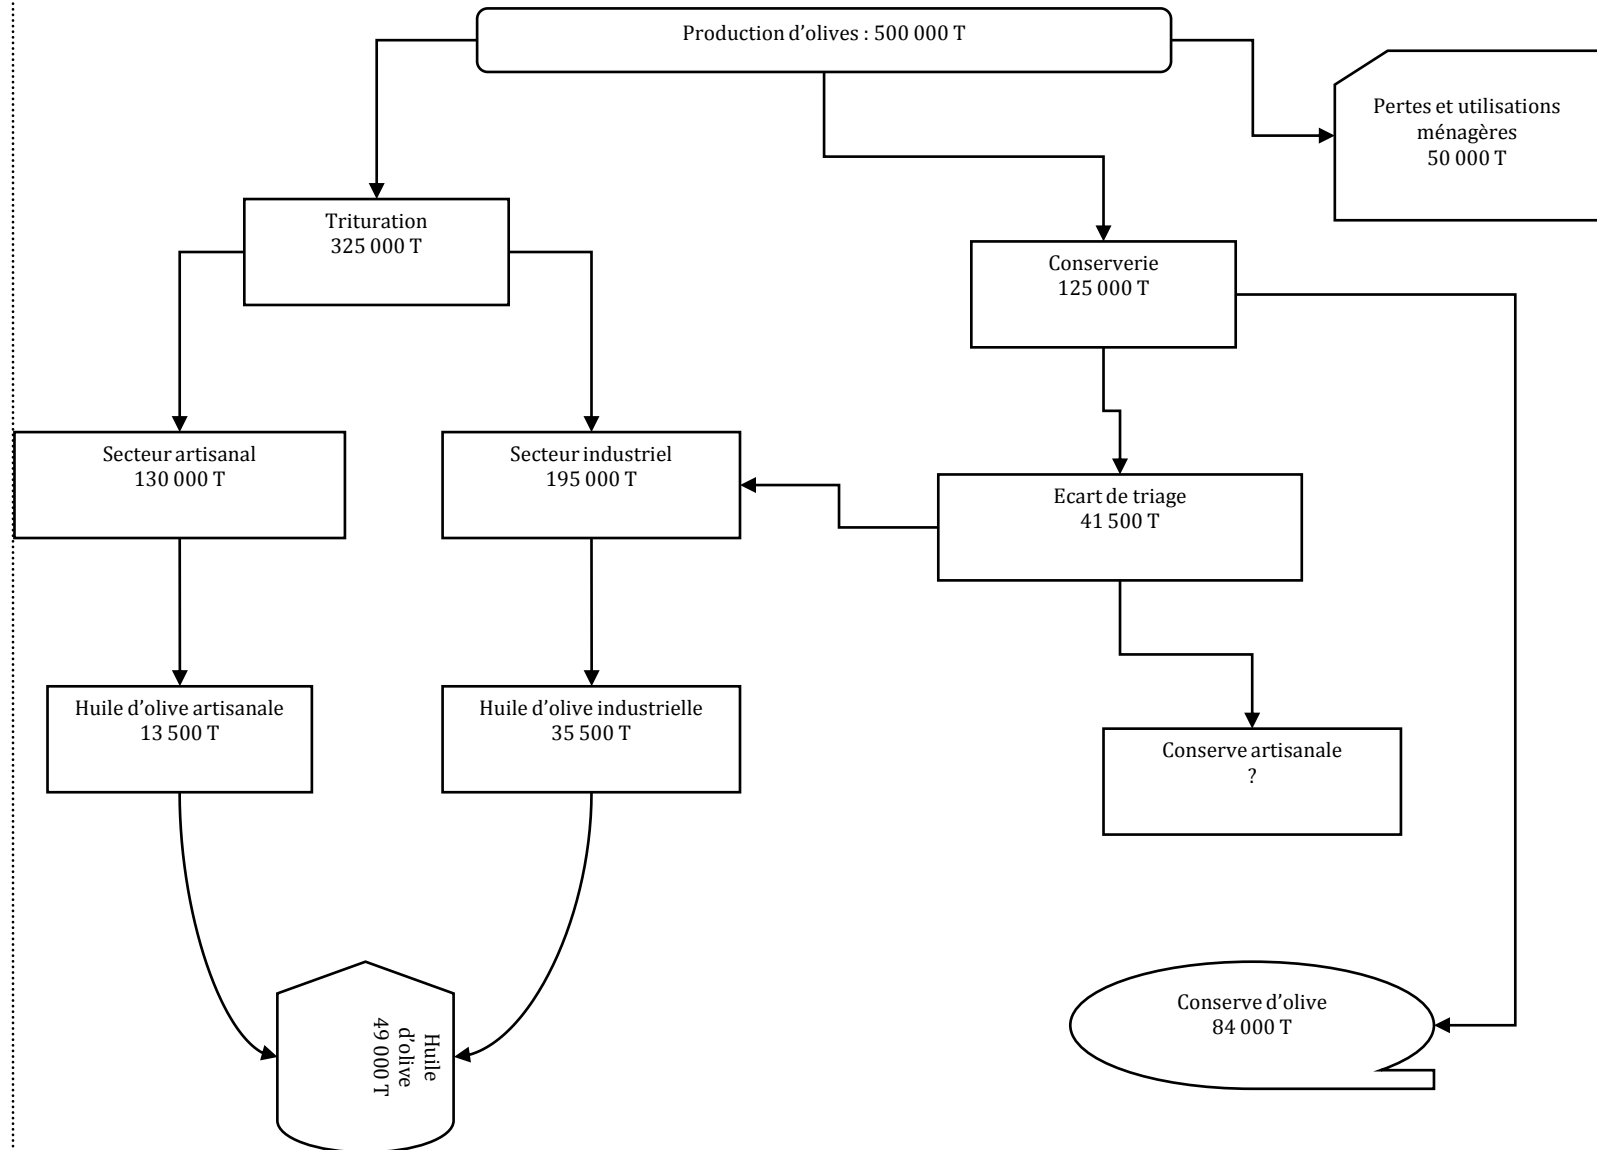 Production d'olives : 500 000 T
Pertes et utilisations
ménagères
50 000 T
Trituration
325 000 T
Conserverie
125 000 T
Secteur artisanal
130 000 T
Secteur industriel
195 000 T
Ecart de triage
41 500 T
Huile d'olive artisanale
13 500 T
Huile d'olive industrielle
35 500 T
Conserve artisanale
?
Huile
d'olive
49 000 T
Conserve d'olive
84 000 T